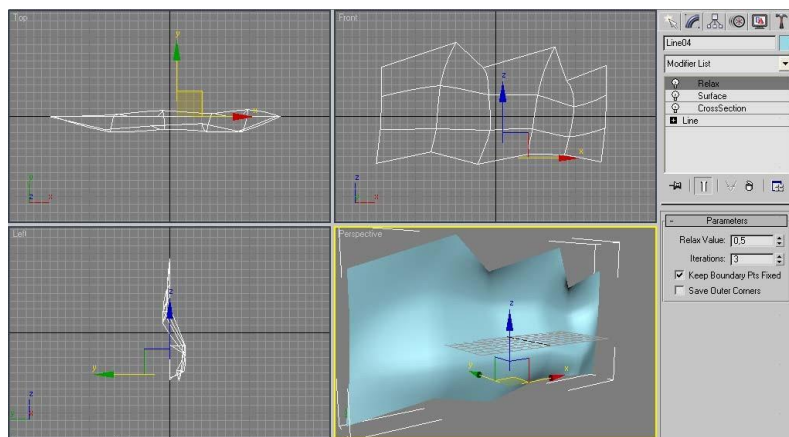 Top
Front
Left
Perspective
y
x
z
x
z
y
z
y
x
z
x
z
x
y
z
y
x
Line04
Modifier List
Relax
Surface
CrossSection
Line
Parameters
Relax Value: 0,5
Iterations: 3
Keep Boundary Pts Fixed
Save Outer Corners